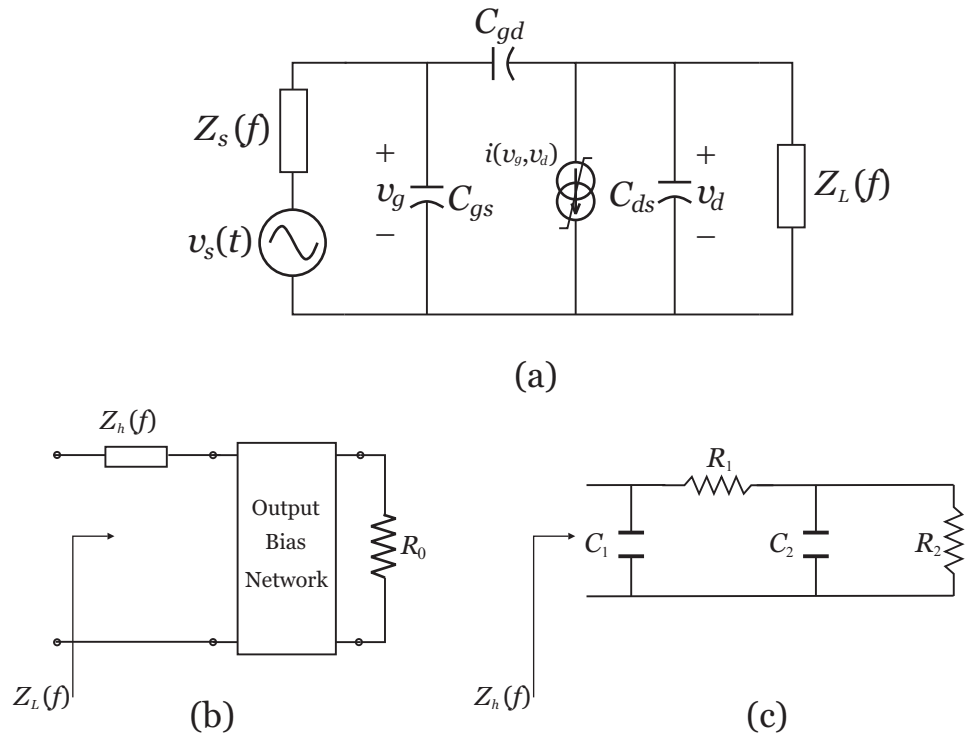 C_gd
Z_s(f)
+
v_g
−
C_gs
i(v_g,v_d)
C_ds
+
v_d
−
Z_L(f)
v_s(t)
(a)
Z_h(f)
Output
Bias
Network
R_0
Z_L(f)
(b)
R_1
C_1
C_2
R_2
Z_h(f)
(c)